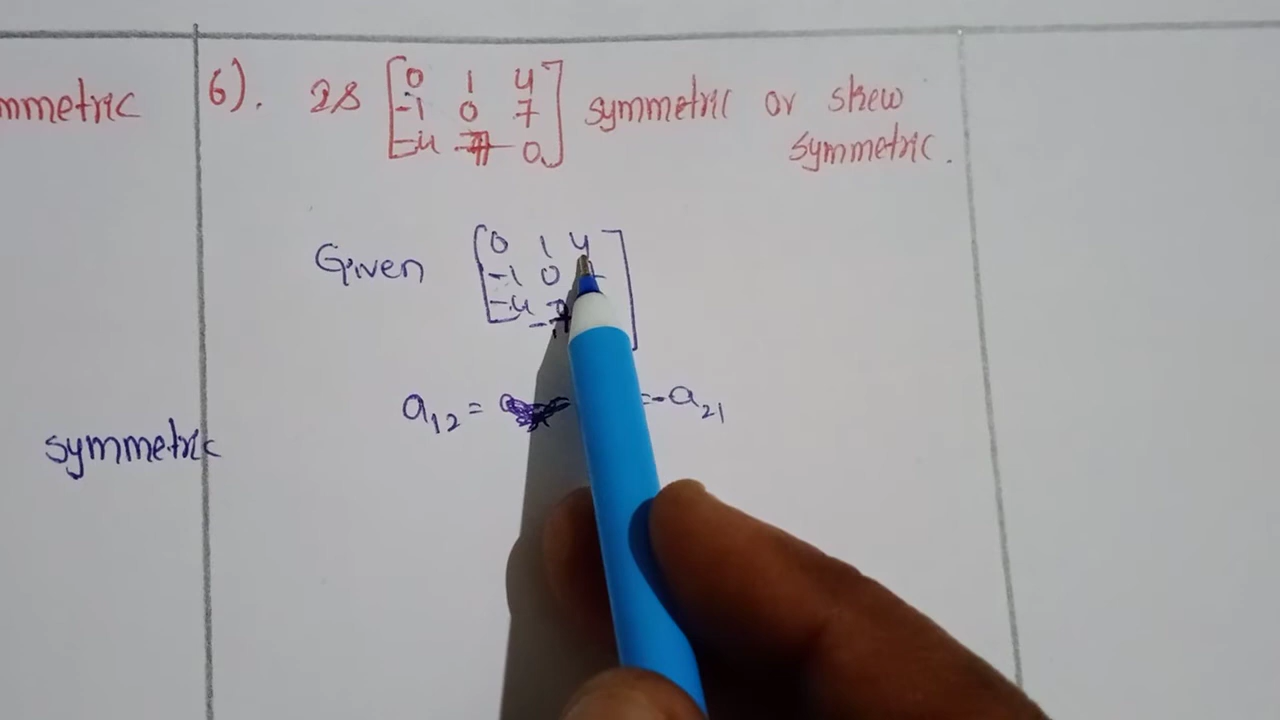 mmetric
6). Is [0 1 4 symmetric or skew
-1 0 7 symmetric.
-4 0]
Given [0 1 4
-1 0
-4 -7 ]
a12 = = -a21
symmetric